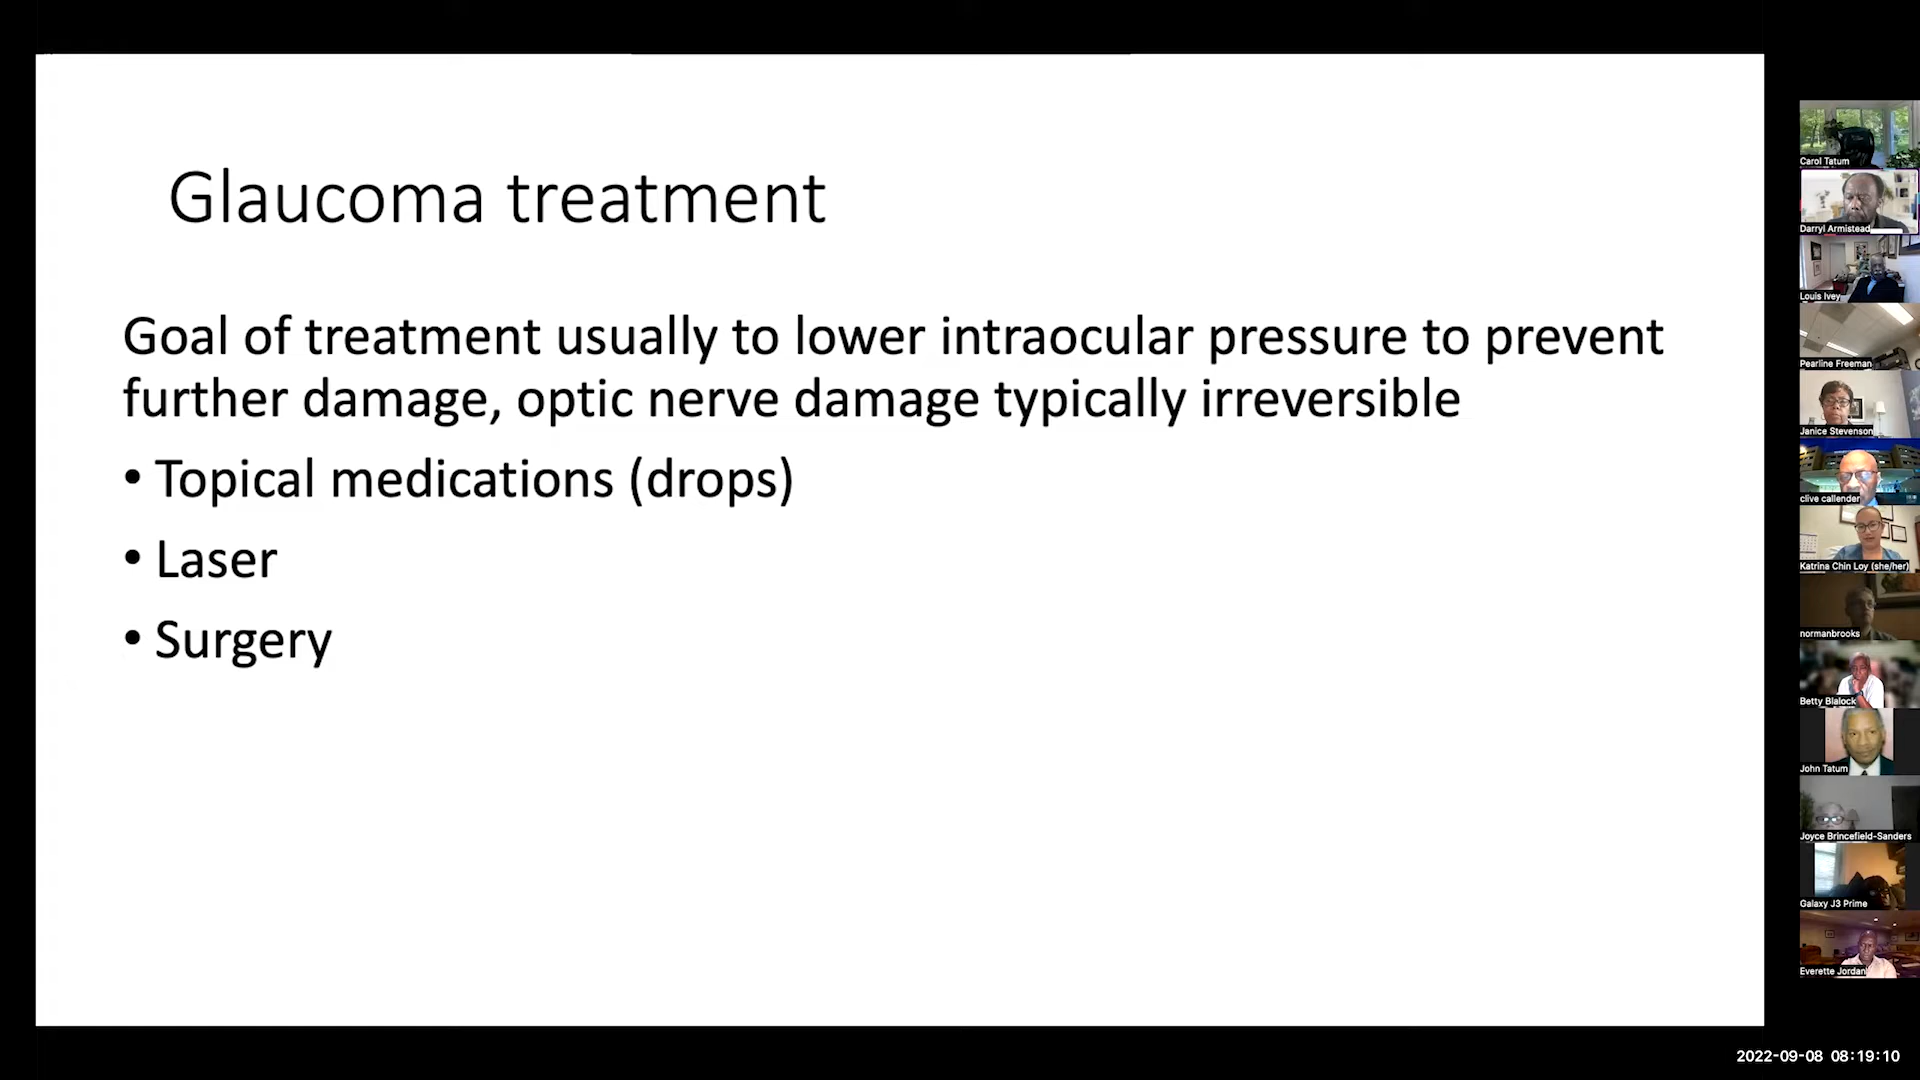 Glaucoma treatment
Goal of treatment usually to lower intraocular pressure to prevent
further damage, optic nerve damage typically irreversible
• Topical medications (drops)
• Laser
• Surgery
Carol Tatum
Darryl Armistead
Louis Ivey
Pearline Freeman
Janice Stevenson
clive callender
Katrina Chin Loy (she/her)
normanbrooks
Betty Blalock
John Tatum
Joyce Brincefield-Sanders
Galaxy J3 Prime
Everette Jordan
2022-09-08 08:19:10